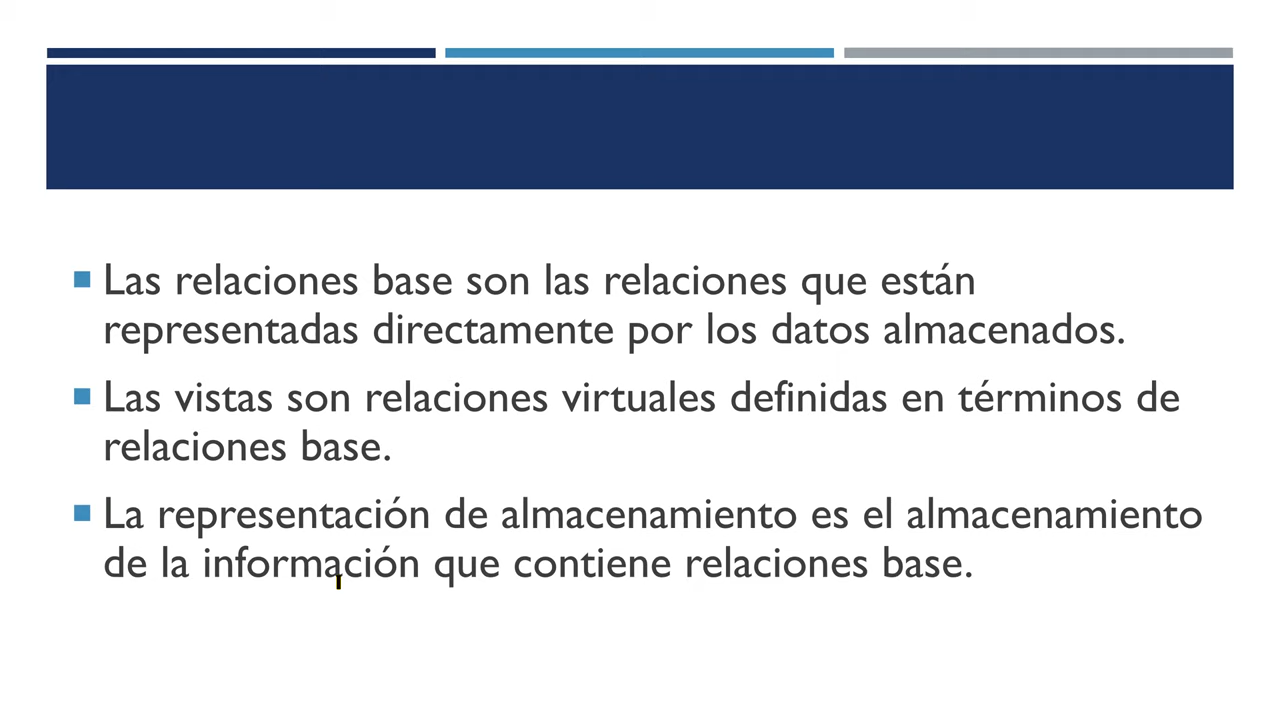 Las relaciones base son las relaciones que están
representadas directamente por los datos almacenados.
Las vistas son relaciones virtuales definidas en términos de
relaciones base.
La representación de almacenamiento es el almacenamiento
de la información que contiene relaciones base.